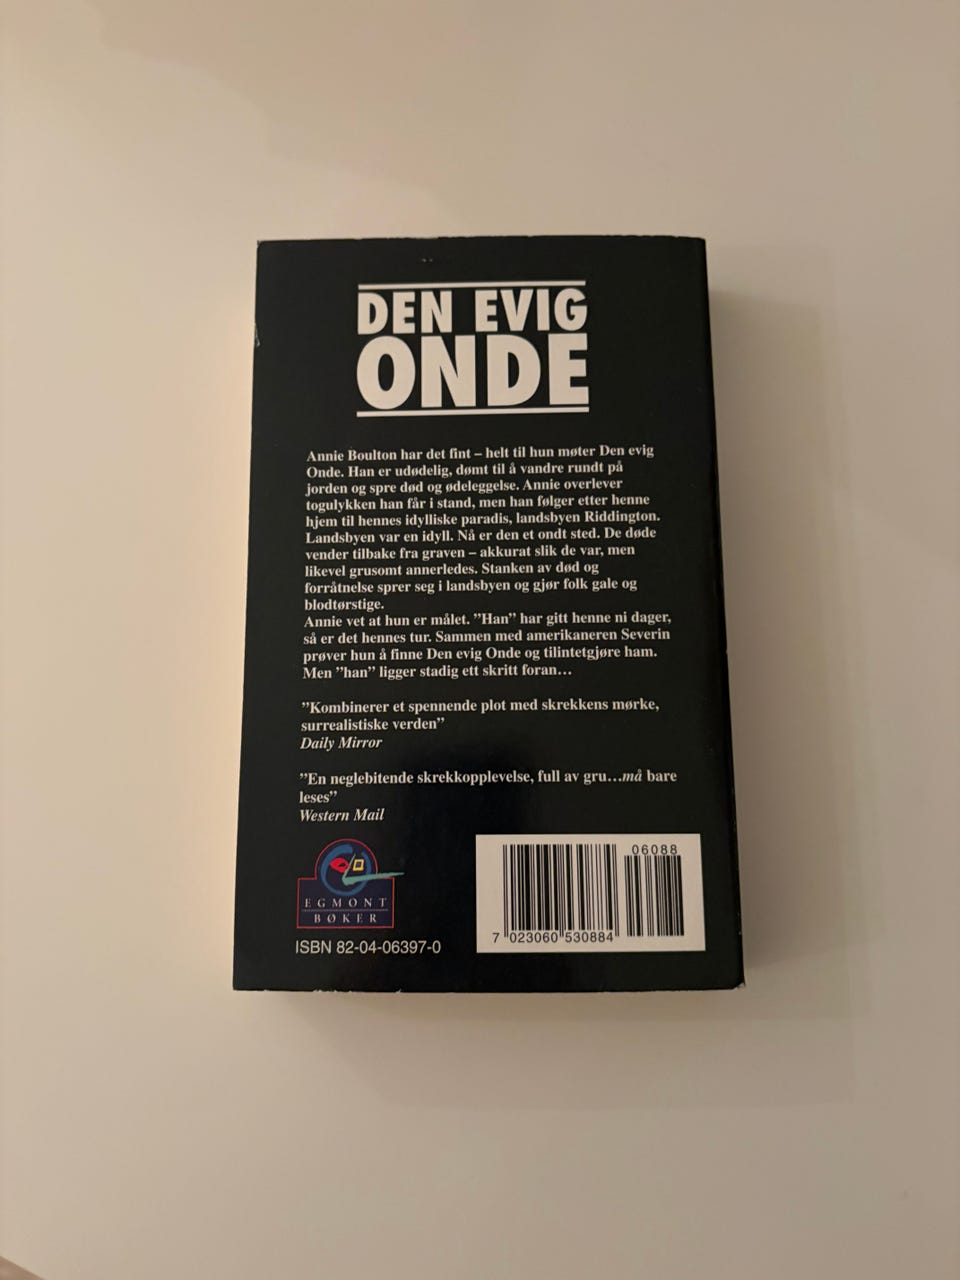 DEN EVIG
ONDE
Annie Boulton har det fint – helt til hun møter Den evig
Onde. Han er udødelig, dømt til å vandre rundt på
jorden og spre død og ødeleggelse. Annie overlever
togulykken han får i stand, men han følger etter henne
hjem til hennes idylliske paradis, landsbyen Riddington.
Landsbyen var en idyll. Nå er den et ondt sted. De døde
vender tilbake fra graven – akkurat slik de var, men
likevel grusomt annerledes. Stanken av død og
forråtnelse sprer seg i landsbyen og gjør folk gale og
blodtørstige.
Annie vet at hun er målet. ”Han” har gitt henne ni dager,
så er det hennes tur. Sammen med amerikaneren Severin
prøver hun å finne Den evig Onde og tilintetgjøre ham.
Men ”han” ligger stadig ett skritt foran…
”Kombinerer et spennende plot med skrekkens mørke,
surrealistiske verden”
Daily Mirror
”En neglebitende skrekkopplevelse, full av gru…må bare
leses”
Western Mail
EGMONT
BØKER
ISBN 82-04-06397-0
06088
7 023060 530884